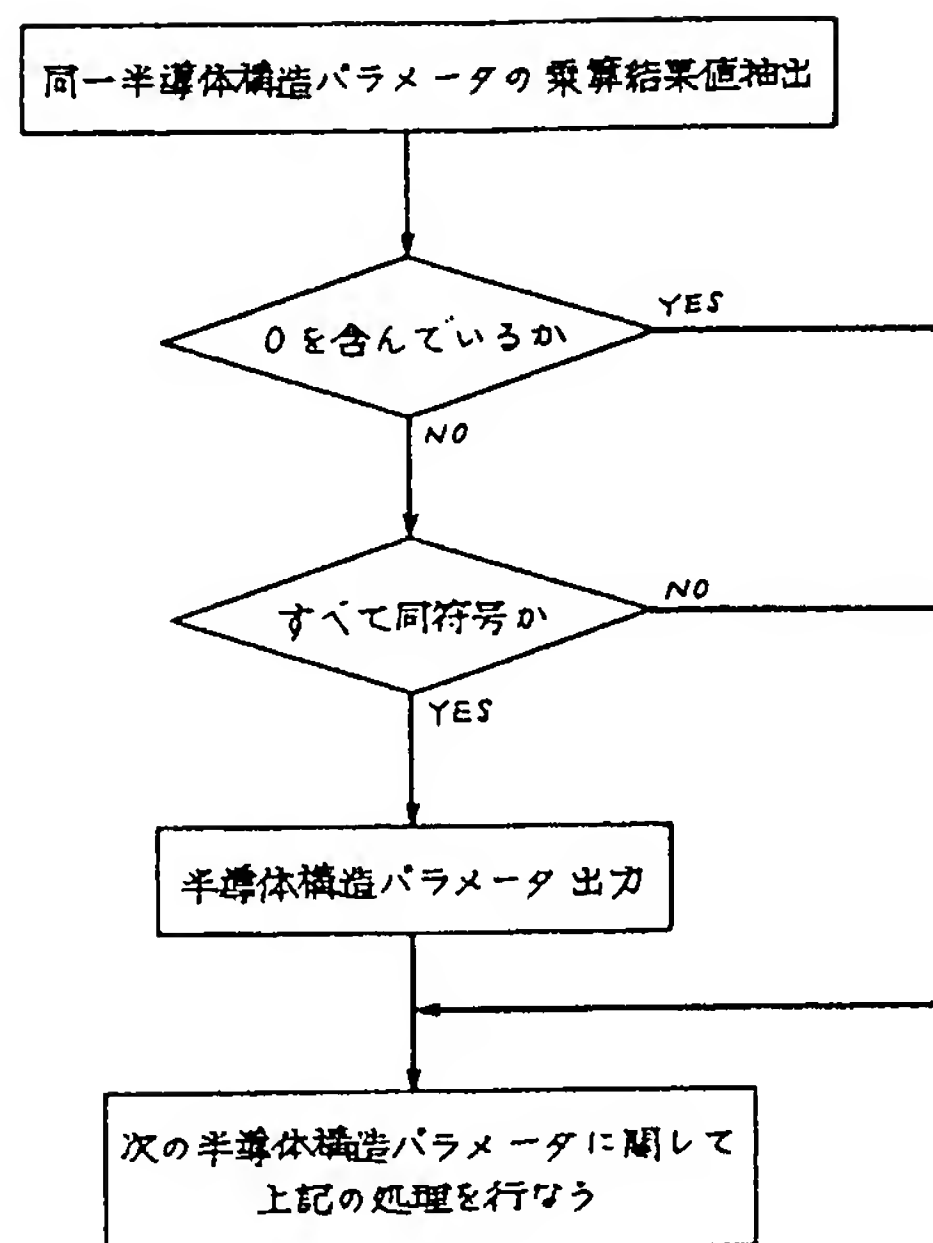 同一半導体構造パラメータの乗算結果値抽出
0を含んでいるか
YES
NO
すべて同符号か
NO
YES
半導体構造パラメータ出力
次の半導体構造パラメータに関して
上記の処理を行なう